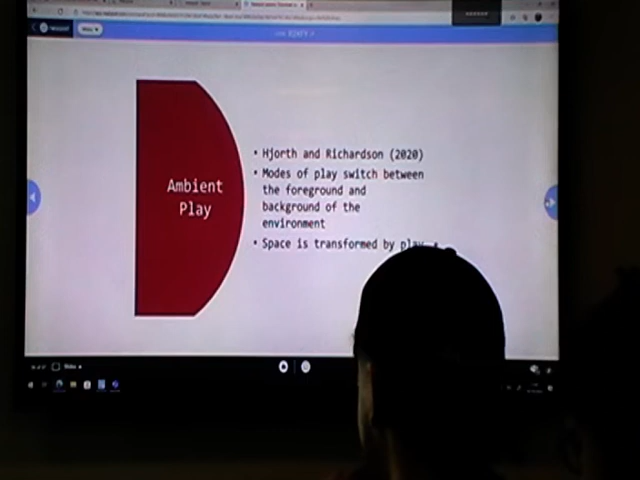 Ambient
Play
• Hjorth and Richardson (2020)
• Modes of play switch between
the foreground and
background of the
environment
• Space is transformed by play